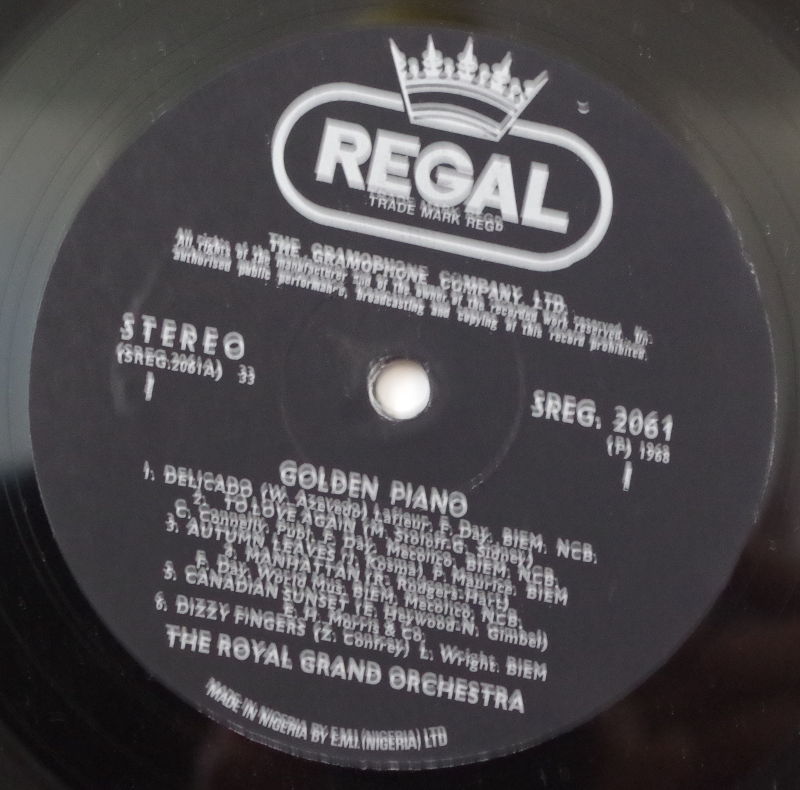 REGAL
TRADE MARK REGD
THE GRAMOPHONE COMPANY LTD.
All rights of the manufacturer and of the owner of the recorded work reserved. Un-
authorised public performance, broadcasting and copying of this record prohibited.
STEREO
(SREG.2061A) 33
33
1
SREG. 2061
(P) 1968
1
GOLDEN PIANO
1. DELICADO (W. Azevedo) Lafleur, F. Day. BIEM. NCB.
2. TO LOVE AGAIN (M. Stoloff-G. Sidney)
C. Connelly. Publ. F. Day. Mecolico, BIEM, NCB.
3. AUTUMN LEAVES (J. Kosma) P. Maurice. BIEM
4. MANHATTAN (R. Rodgers-Hart)
F. Day, World Mus. BIEM, Mecolico, NCB.
5. CANADIAN SUNSET (E. Heywood-N. Gimbel)
E. H. Morris & Co.
6. DIZZY FINGERS (Z. Confrey) L. Wright. BIEM
THE ROYAL GRAND ORCHESTRA
MADE IN NIGERIA BY E.M.I. (NIGERIA) LTD